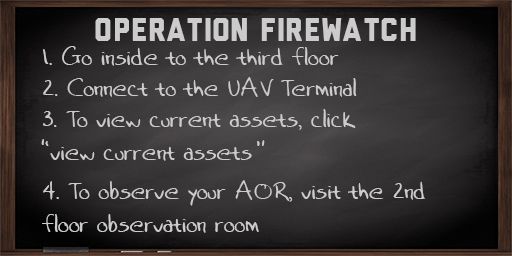 OPERATION FIREWATCH
1. Go inside to the third floor
2. Connect to the UAV Terminal
3. To view current assets, click
"view current assets"
4. To observe your AOR, visit the 2nd
floor observation room